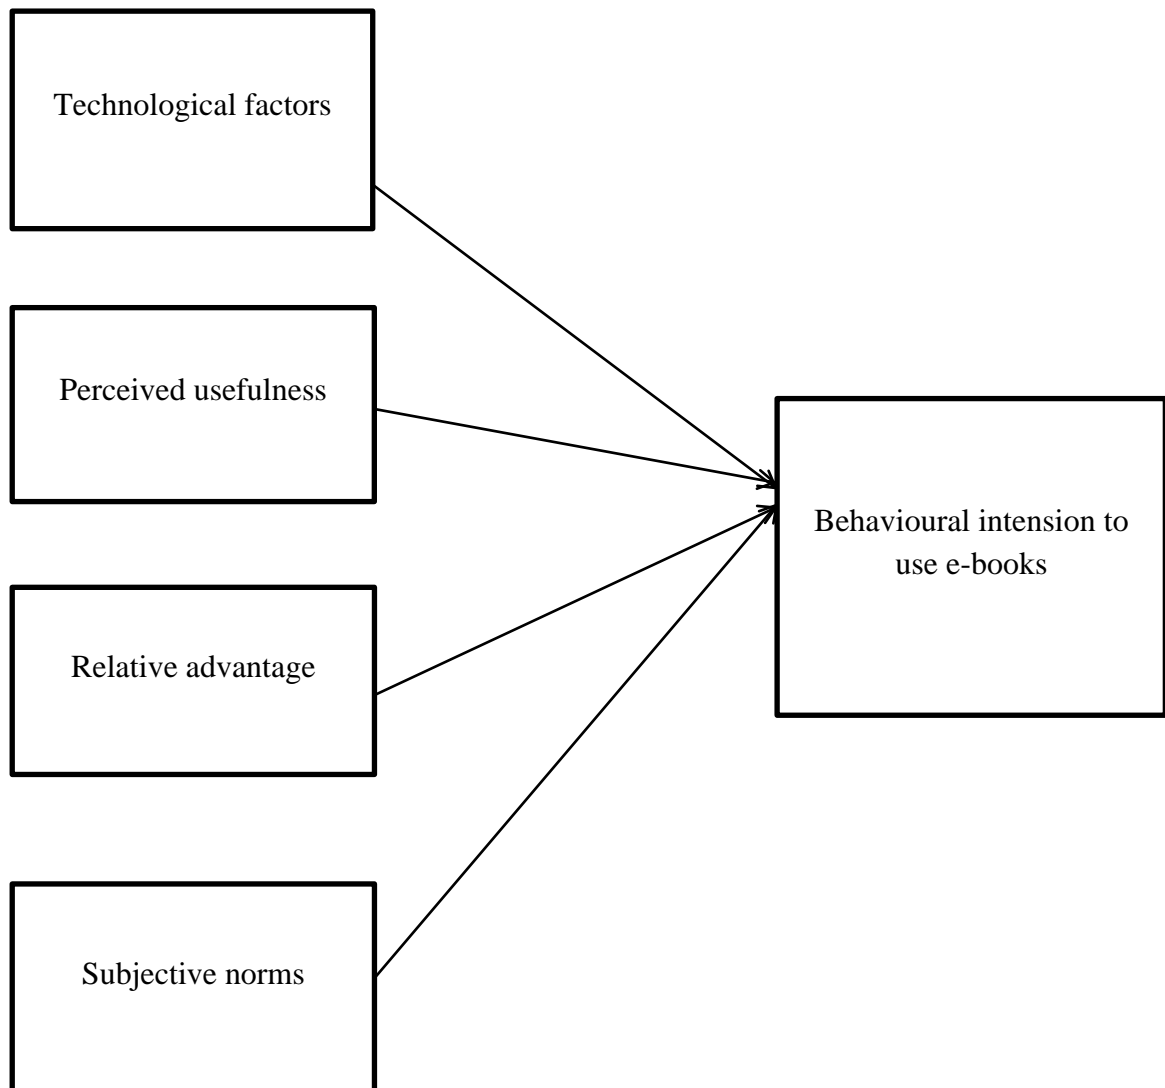 Technological factors
Perceived usefulness
Behavioural intension to
use e-books
Relative advantage
Subjective norms